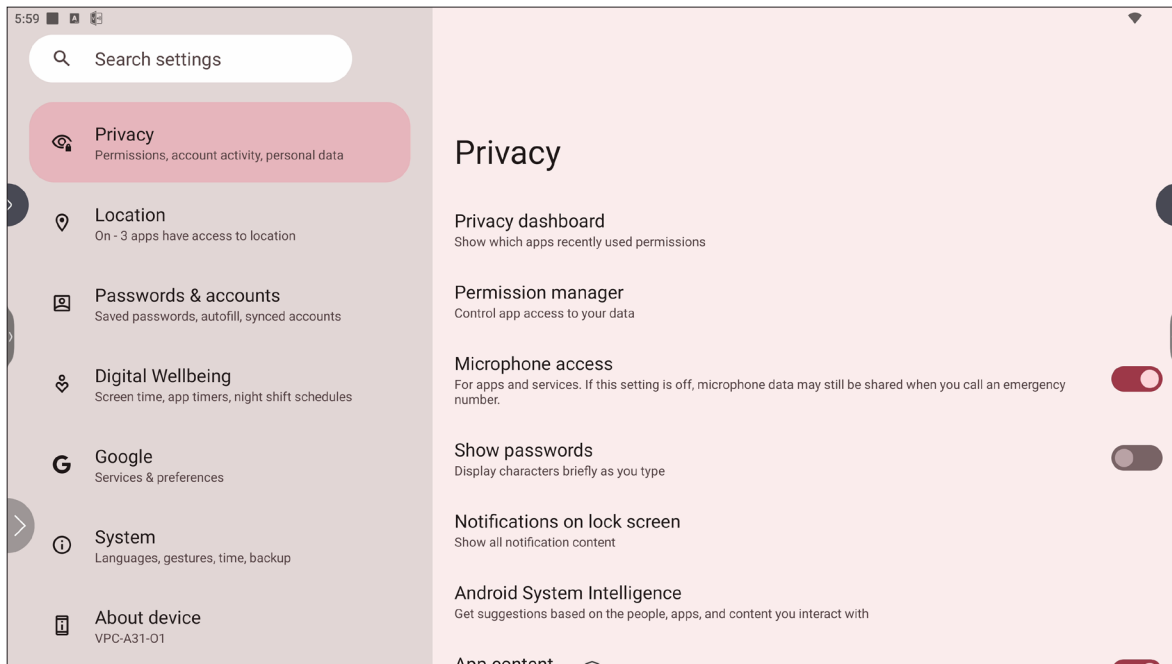 5:59
Search settings
Privacy
Permissions, account activity, personal data
Location
On - 3 apps have access to location
Passwords & accounts
Saved passwords, autofill, synced accounts
Digital Wellbeing
Screen time, app timers, night shift schedules
Google
Services & preferences
System
Languages, gestures, time, backup
About device
VPC-A31-O1
Privacy
Privacy dashboard
Show which apps recently used permissions
Permission manager
Control app access to your data
Microphone access
For apps and services. If this setting is off, microphone data may still be shared when you call an emergency
number.
Show passwords
Display characters briefly as you type
Notifications on lock screen
Show all notification content
Android System Intelligence
Get suggestions based on the people, apps, and content you interact with
App content